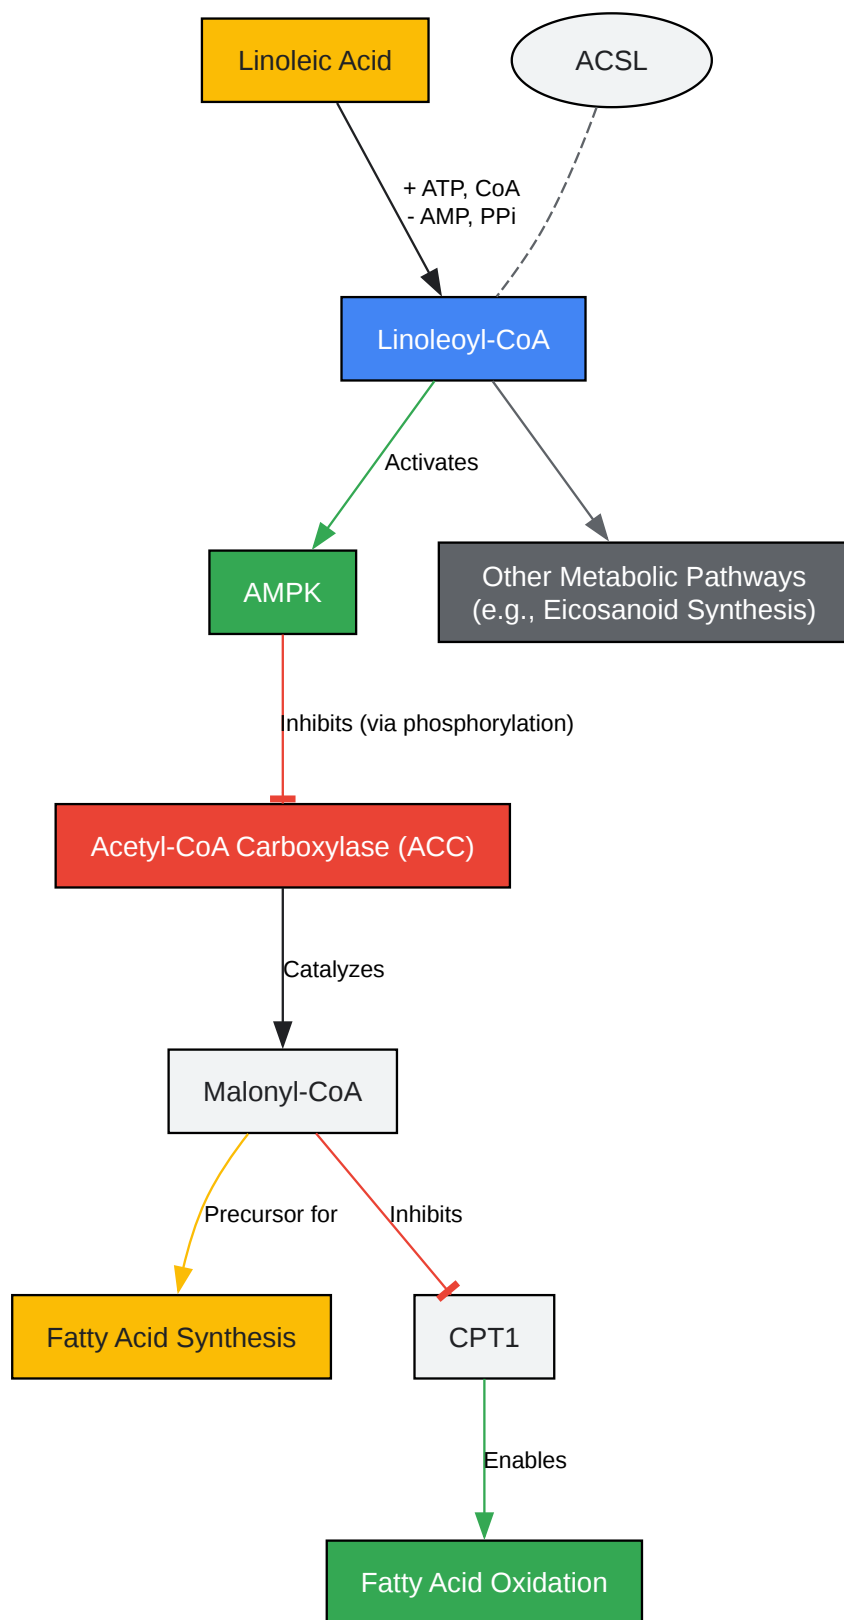 Linoleic Acid
ACSL
+ ATP, CoA
- AMP, PPi
Linoleoyl-CoA
Activates
AMPK
Other Metabolic Pathways
(e.g., Eicosanoid Synthesis)
Inhibits (via phosphorylation)
Acetyl-CoA Carboxylase (ACC)
Catalyzes
Malonyl-CoA
Precursor for
Inhibits
Fatty Acid Synthesis
CPT1
Enables
Fatty Acid Oxidation